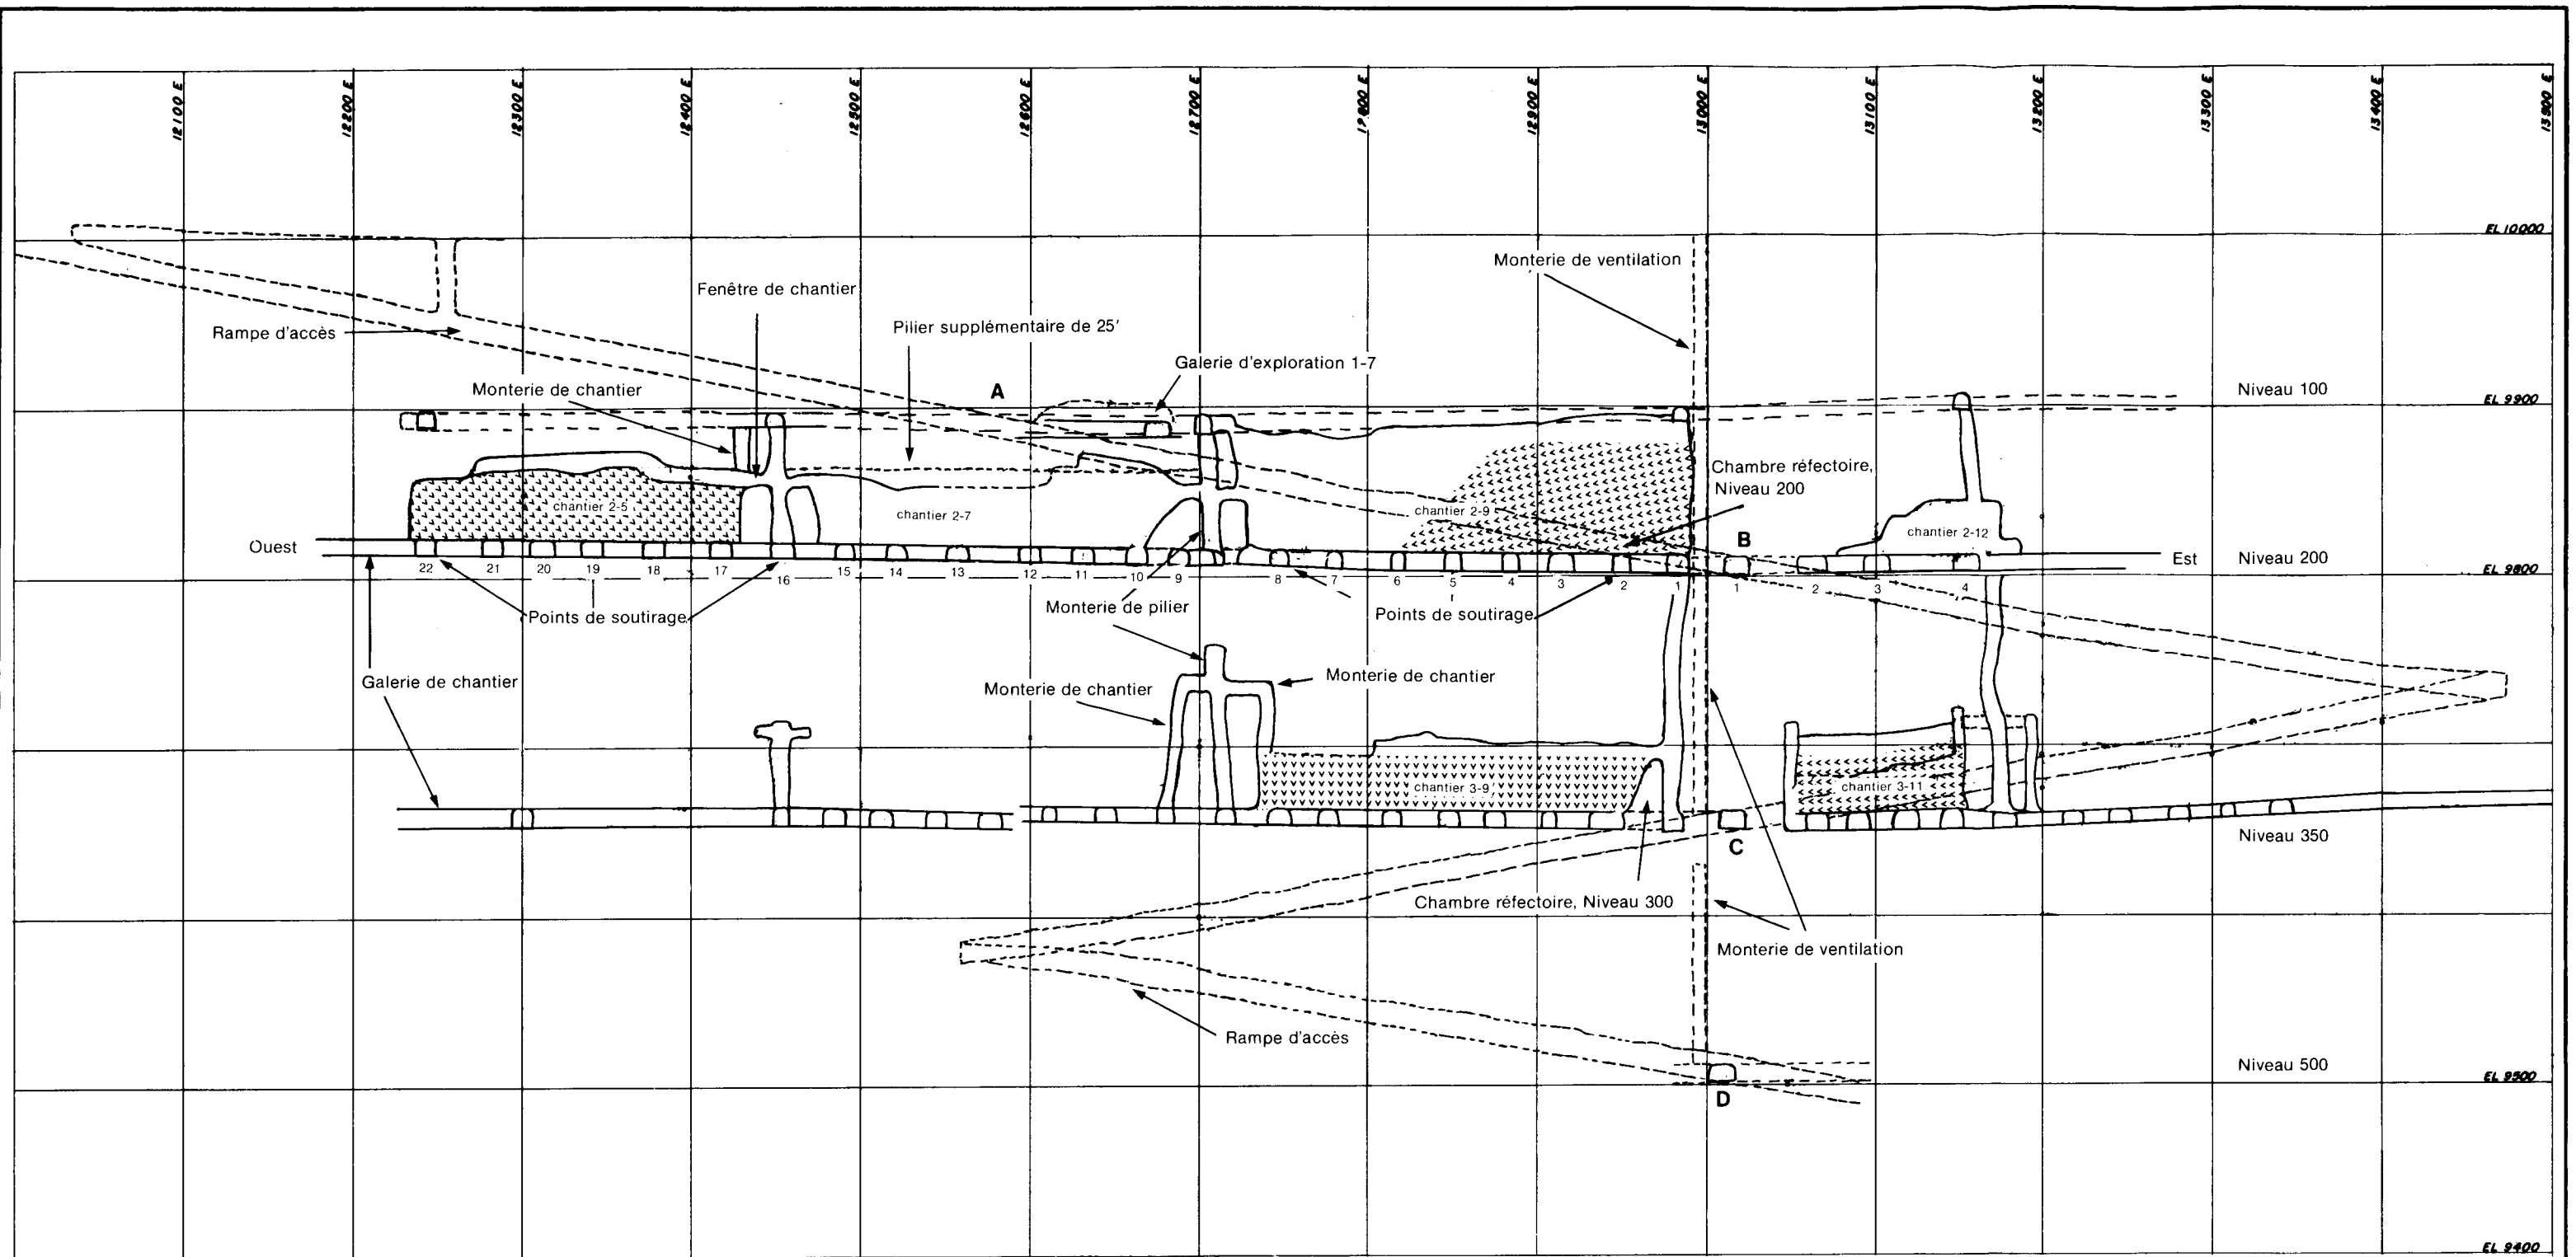 12100 E
12200 E
12300 E
12400 E
12500 E
12600 E
12700 E
12800 E
12900 E
13000 E
13100 E
13200 E
13300 E
13400 E
13500 E
EL 10000
Monterie de ventilation
Fenêtre de chantier
Rampe d'accès
Pilier supplémentaire de 25'
Galerie d'exploration 1-7
Monterie de chantier
A
Niveau 100
EL 9900
Chambre réfectoire,
Niveau 200
chantier 2-5
chantier 2-7
chantier 2-9
chantier 2-12
B
Ouest
Est
Niveau 200
EL 9800
22 21 20 19 18 17 16 15 14 13 12 11 10 9 8 7 6 5 4 3 2 1 1 2 3 4
Points de soutirage
Monterie de pilier
Points de soutirage
Galerie de chantier
Monterie de chantier
Monterie de chantier
chantier 3-9
chantier 3-11
C
Niveau 350
Chambre réfectoire, Niveau 300
Monterie de ventilation
Rampe d'accès
Niveau 500
EL 9500
D
EL 9400